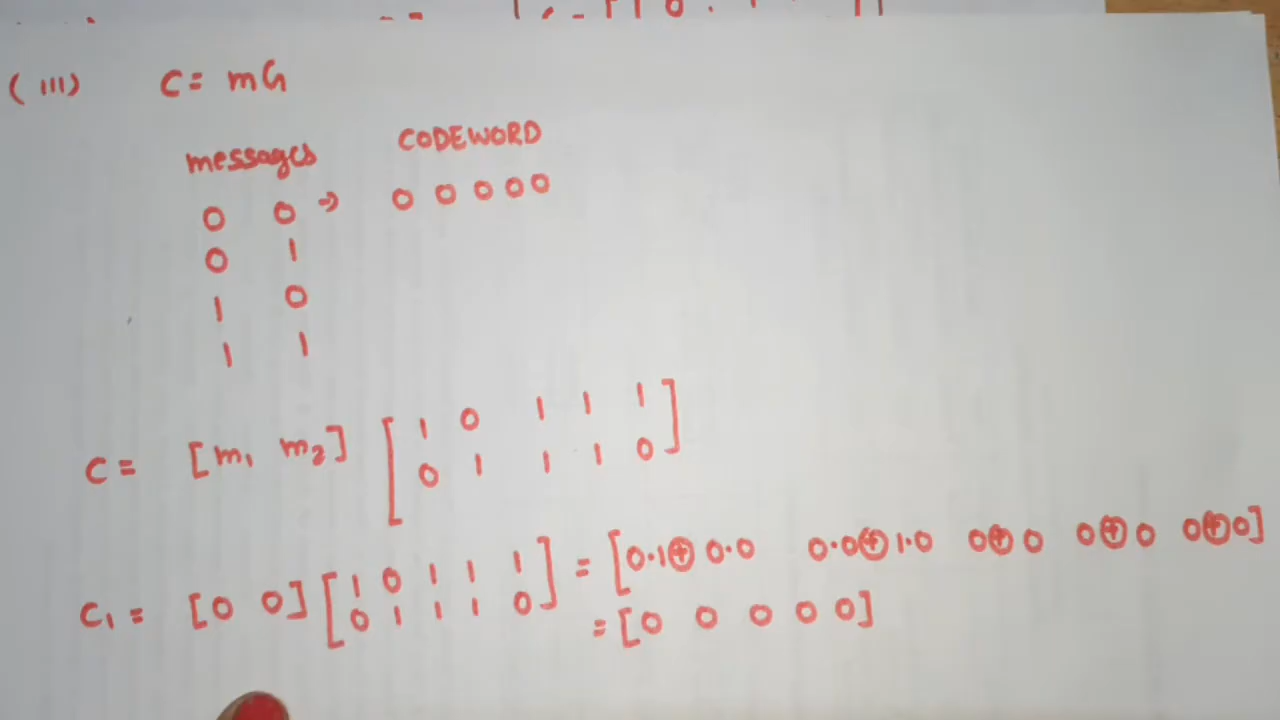 (III) C = mG
messages CODEWORD
0 0 → 0 0 0 0 0
0 1
1 0
1 1
C = [m₁ m₂] [1 0 1 1 1
0 1 1 1 0]
C₁ = [0 0] [1 0 1 1 1
0 1 1 1 0] = [0·1⊕0·0 0·0⊕1·0 0⊕0 0⊕0 0⊕0]
= [0 0 0 0 0]